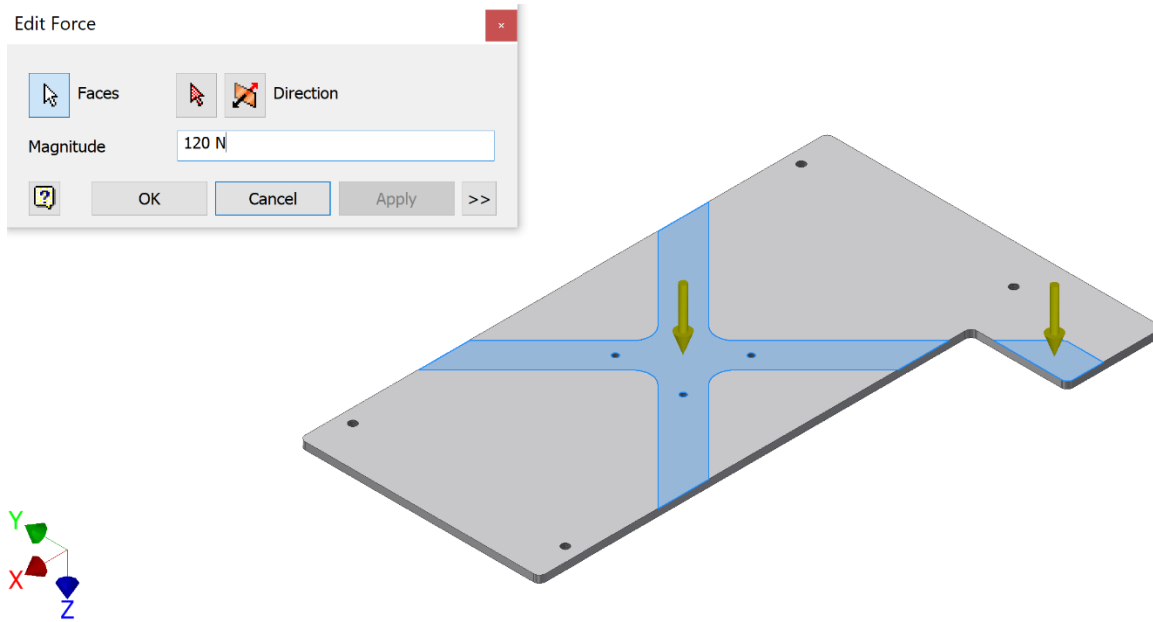 Edit Force
×
Faces
Direction
Magnitude
120 N
?
OK
Cancel
Apply
>>
Y
X
Z